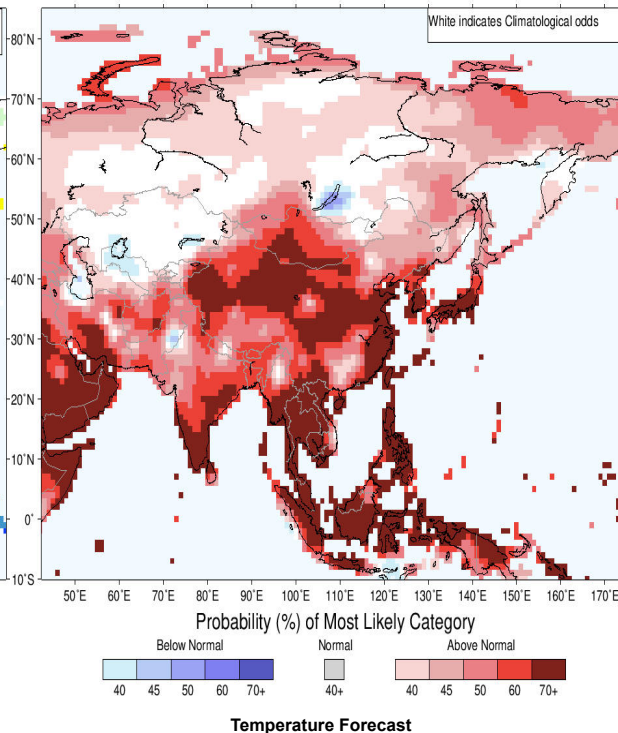 White indicates Climatological odds
80˚N
70˚N
60˚N
50˚N
40˚N
30˚N
20˚N
10˚N
0˚
10˚S
50˚E 60˚E 70˚E 80˚E 90˚E 100˚E 110˚E 120˚E 130˚E 140˚E 150˚E 160˚E 170˚E
Probability (%) of Most Likely Category
Below Normal Normal Above Normal
40 45 50 60 70+ 40+ 40 45 50 60 70+
Temperature Forecast